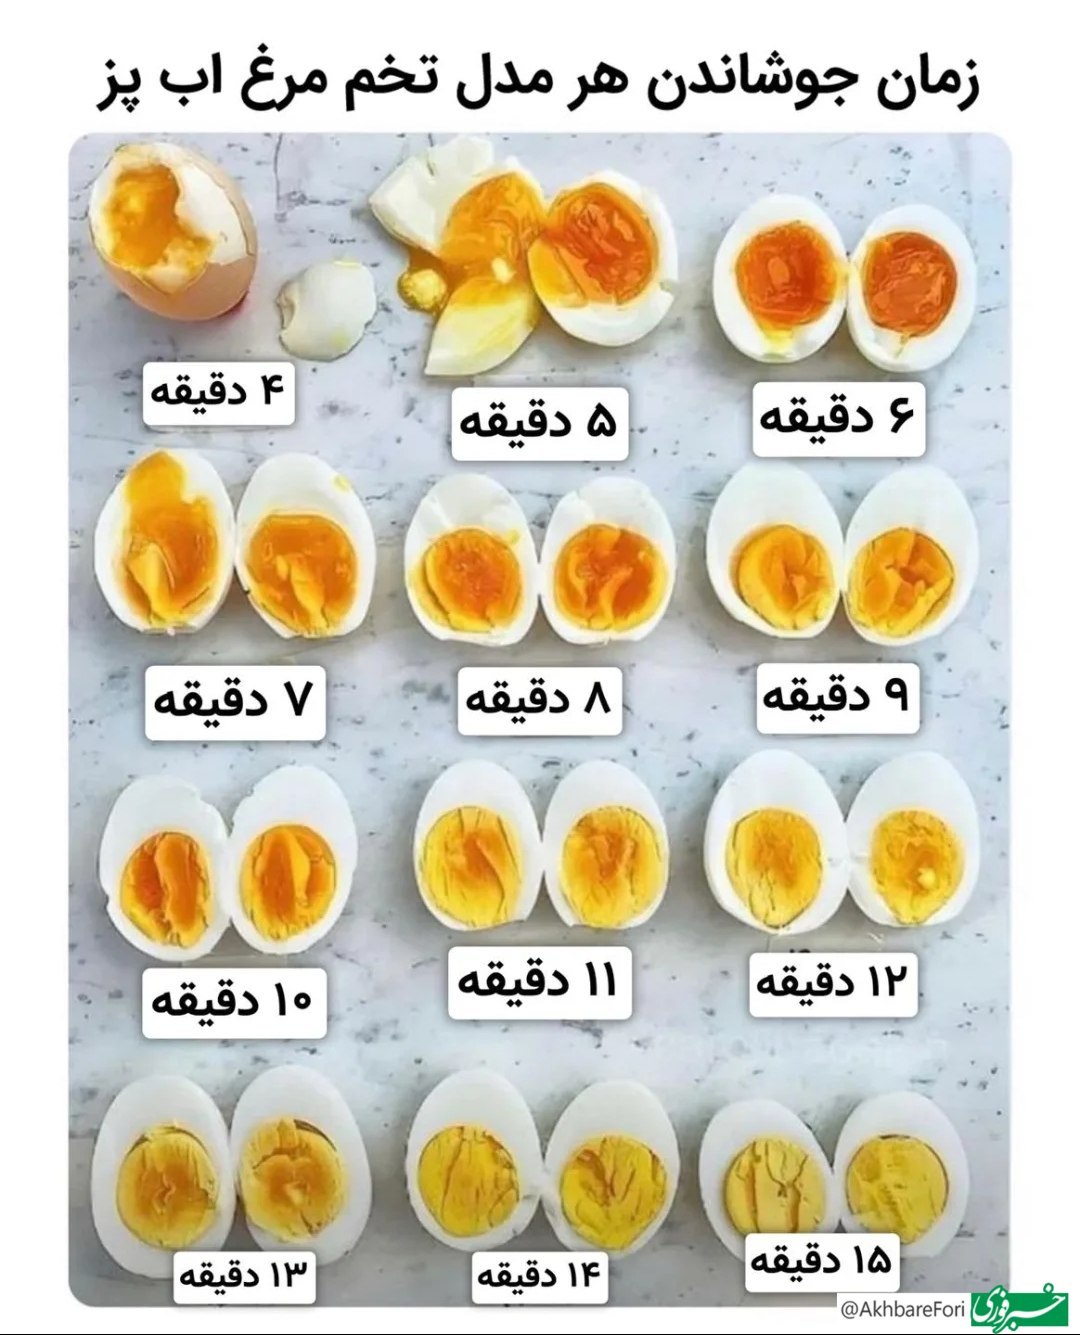 زمان جوشاندن هر مدل تخم مرغ اب پز
۴ دقیقه
۵ دقیقه
۶ دقیقه
۷ دقیقه
۸ دقیقه
۹ دقیقه
۱۰ دقیقه
۱۱ دقیقه
۱۲ دقیقه
۱۳ دقیقه
۱۴ دقیقه
۱۵ دقیقه
@AkhbareFori
خبرفوری